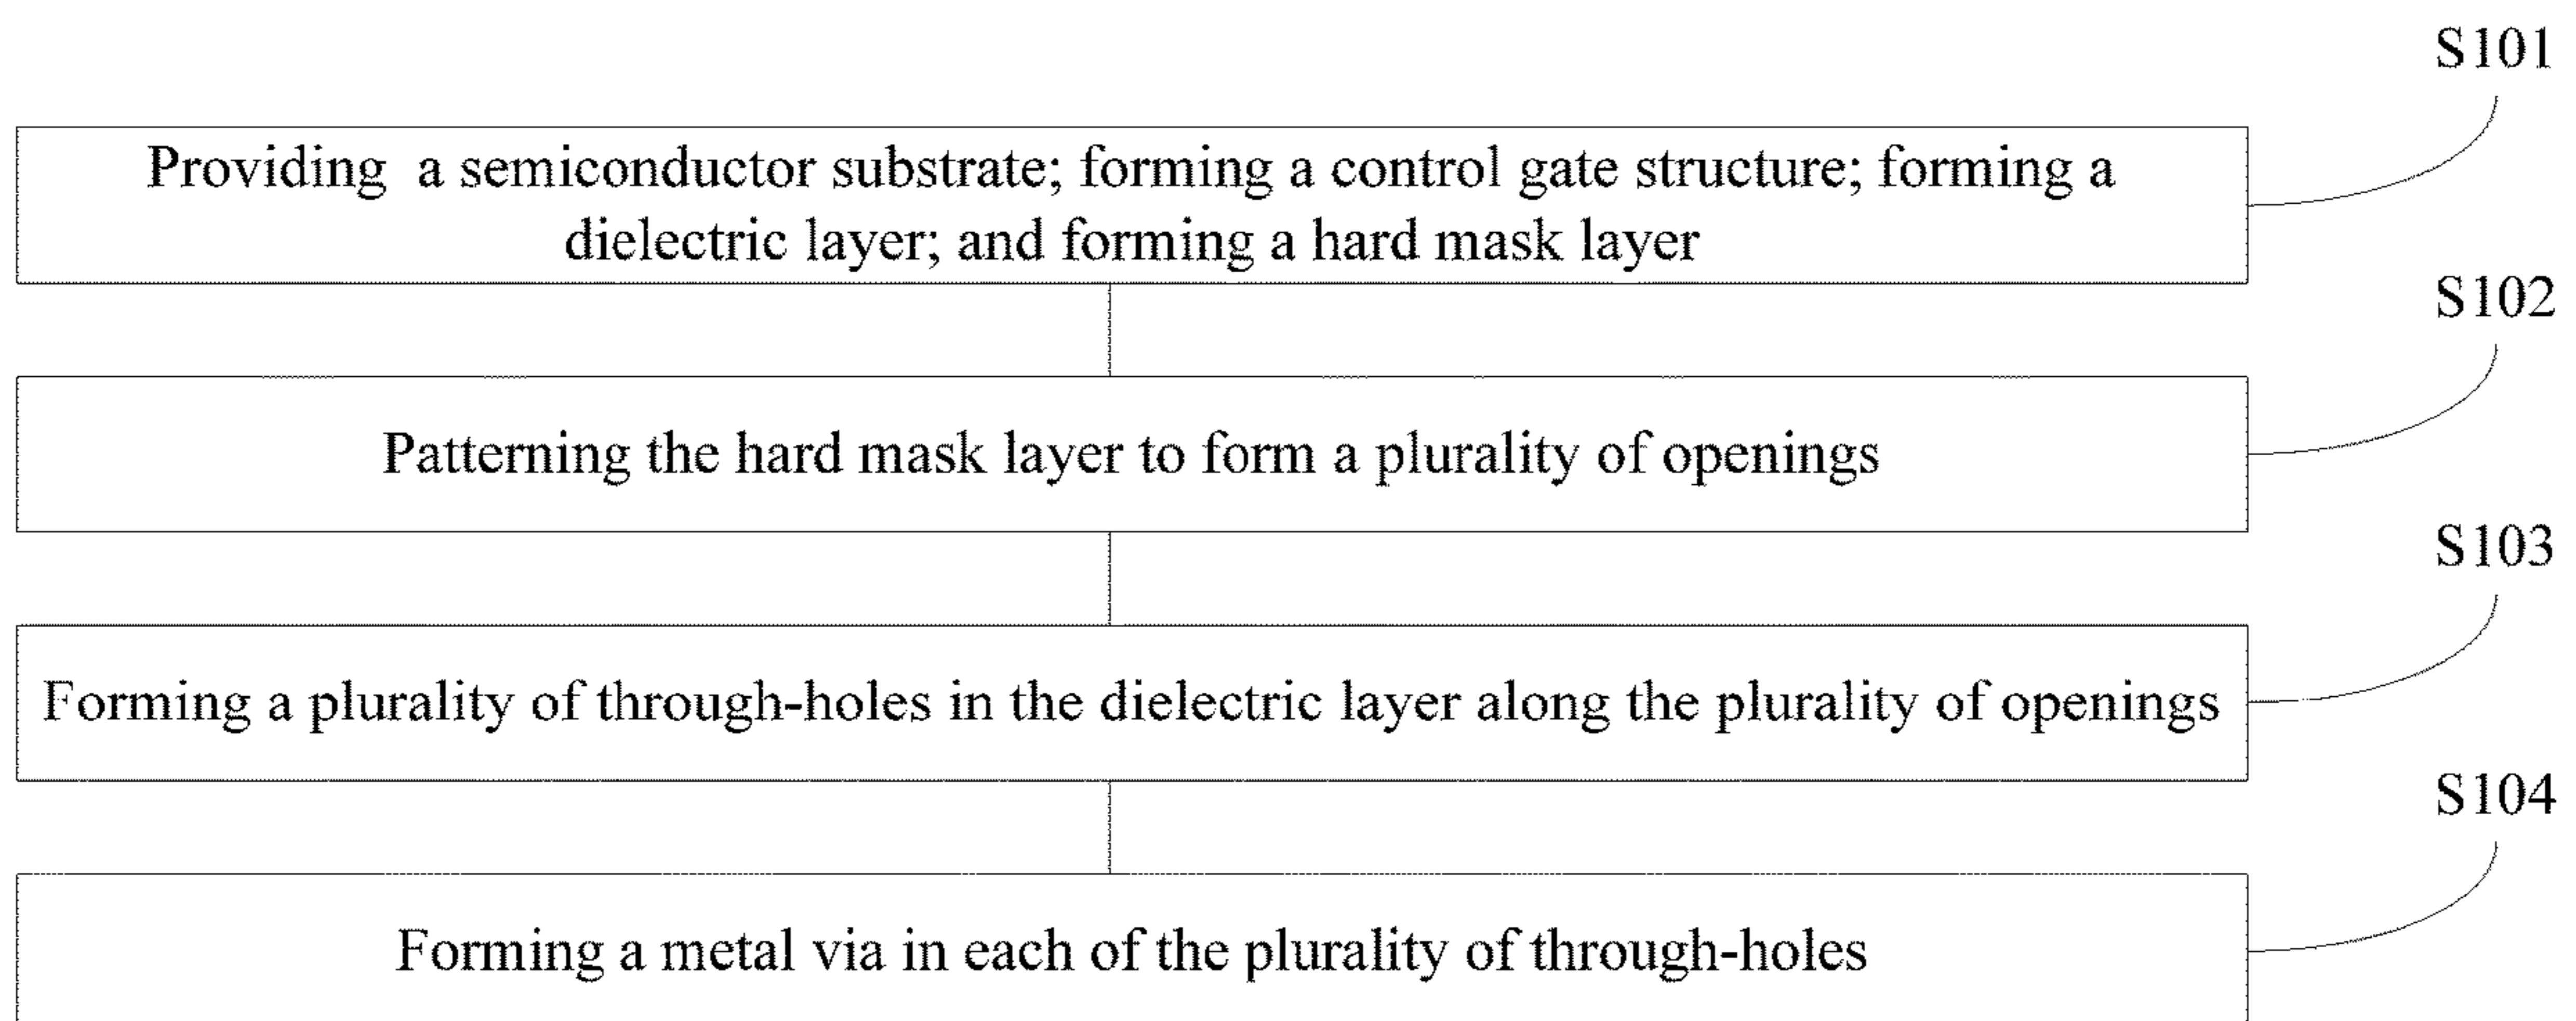 S101
Providing a semiconductor substrate; forming a control gate structure; forming a
dielectric layer; and forming a hard mask layer
S102
Patterning the hard mask layer to form a plurality of openings
S103
Forming a plurality of through-holes in the dielectric layer along the plurality of openings
S104
Forming a metal via in each of the plurality of through-holes